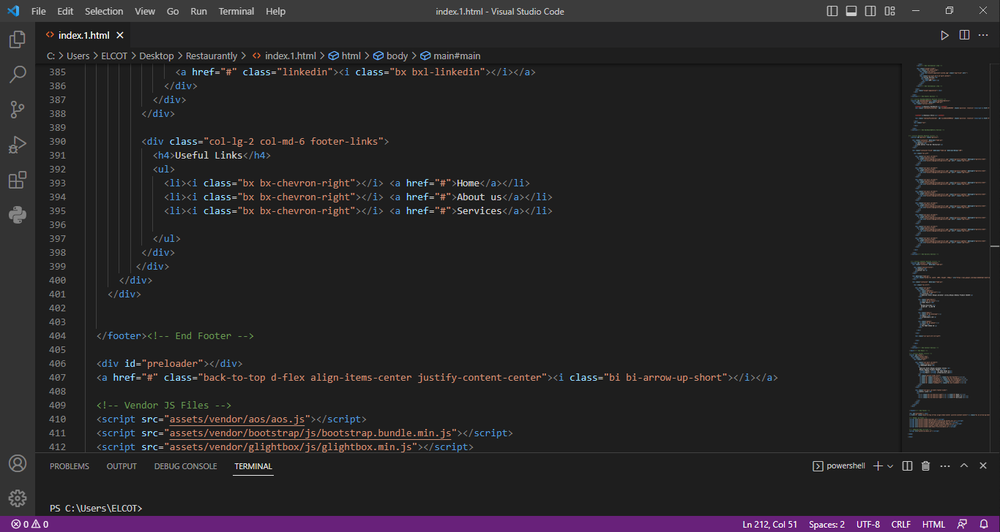 File Edit Selection View Go Run Terminal Help index.1.html - Visual Studio Code
index.1.html
C: > Users > ELCOT > Desktop > Restaurantly > index.1.html > html > body > main#main
385 <a href="#" class="linkedin"><i class="bx bxl-linkedin"></i></a>
386 </div>
387 </div>
388 </div>
389
390 <div class="col-lg-2 col-md-6 footer-links">
391 <h4>Useful Links</h4>
392 <ul>
393 <li><i class="bx bx-chevron-right"></i> <a href="#">Home</a></li>
394 <li><i class="bx bx-chevron-right"></i> <a href="#">About us</a></li>
395 <li><i class="bx bx-chevron-right"></i> <a href="#">Services</a></li>
396
397 </ul>
398 </div>
399 </div>
400 </div>
401 </div>
402
403
404 </footer><!-- End Footer -->
405
406 <div id="preloader"></div>
407 <a href="#" class="back-to-top d-flex align-items-center justify-content-center"><i class="bi bi-arrow-up-short"></i></a>
408
409 <!-- Vendor JS Files -->
410 <script src="assets/vendor/aos/aos.js"></script>
411 <script src="assets/vendor/bootstrap/js/bootstrap.bundle.min.js"></script>
412 <script src="assets/vendor/glightbox/js/glightbox.min.js"></script>
PROBLEMS OUTPUT DEBUG CONSOLE TERMINAL powershell
PS C:\Users\ELCOT>
0 0 Ln 212, Col 51 Spaces: 2 UTF-8 CRLF HTML